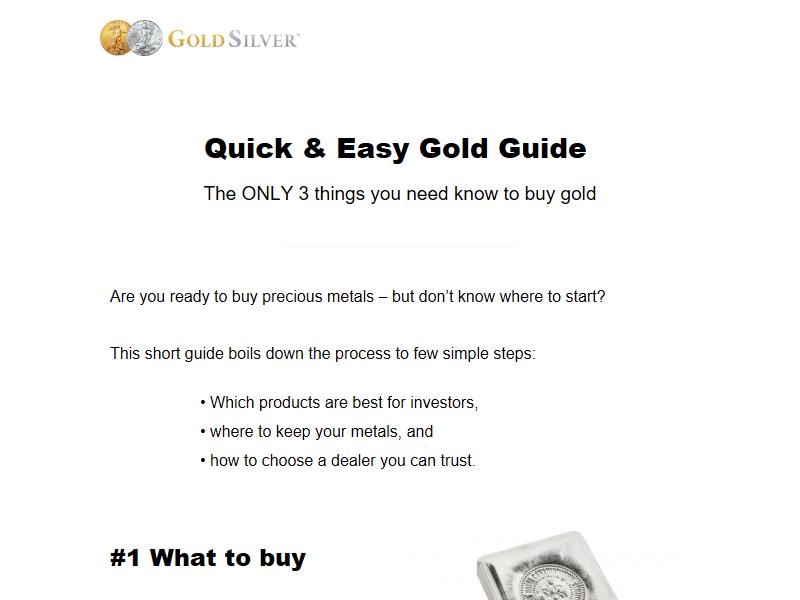 GOLDSILVER™
Quick & Easy Gold Guide
The ONLY 3 things you need know to buy gold
Are you ready to buy precious metals – but don’t know where to start?
This short guide boils down the process to few simple steps:
• Which products are best for investors,
• where to keep your metals, and
• how to choose a dealer you can trust.
#1 What to buy